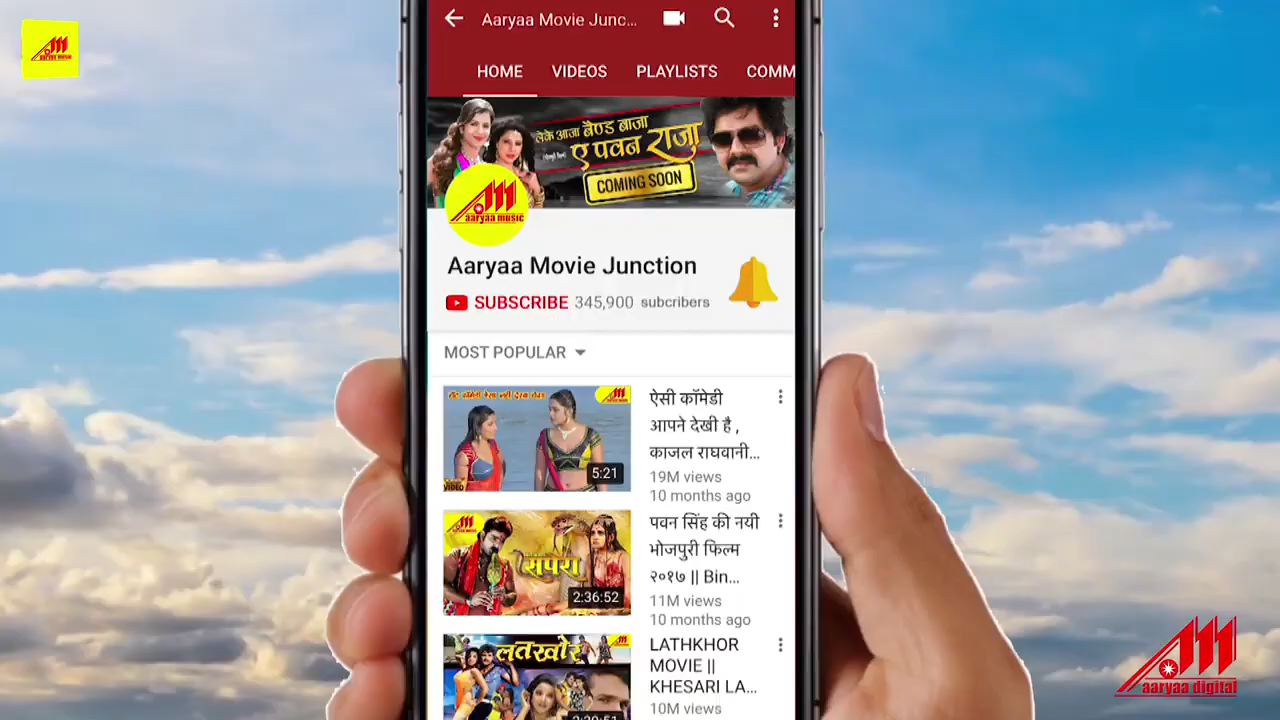 aaryaa music
Aaryaa Movie Junc...
HOME VIDEOS PLAYLISTS COMM
लेके आजा बैण्ड बाजा
ए पवन राजा
COMING SOON
aaryaa music
Aaryaa Movie Junction
SUBSCRIBE 345,900 subcribers
MOST POPULAR
5:21
ऐसी कॉमेडी
आपने देखी है ,
काजल राघवानी...
19M views
10 months ago
सपेरा
2:36:52
पवन सिंह की नयी
भोजपुरी फिल्म
२०१७ || Bin...
11M views
10 months ago
लतखोर
LATHKHOR
MOVIE ||
KHESARI LA...
10M views
aaryaa digital